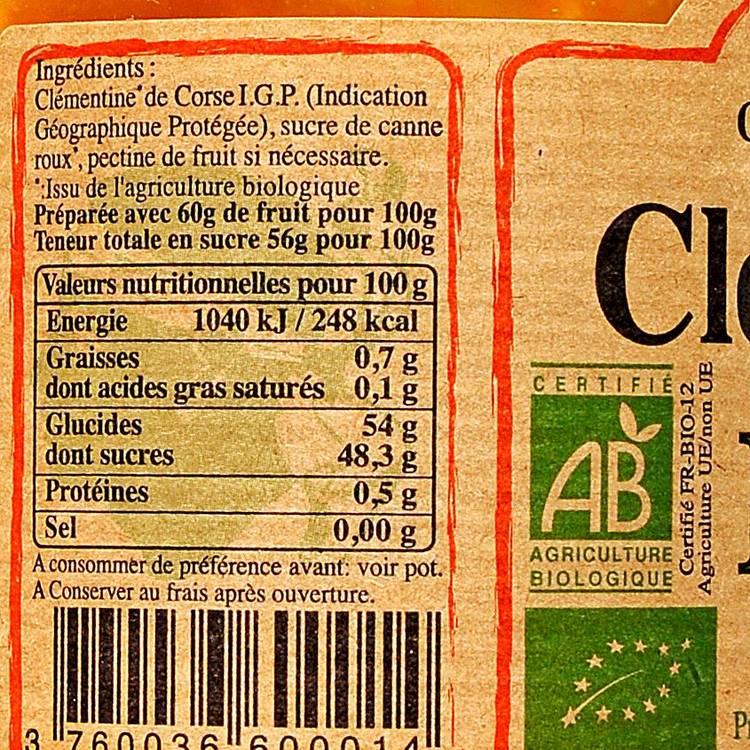 Ingrédients :
Clémentine* de Corse I.G.P. (Indication
Géographique Protégée), sucre de canne
roux*, pectine de fruit si nécessaire.
*:Issu de l'agriculture biologique
Préparée avec 60g de fruit pour 100g
Teneur totale en sucre 56g pour 100g
Valeurs nutritionnelles pour 100 g
Energie 1040 kJ / 248 kcal
Graisses 0,7 g
dont acides gras saturés 0,1 g
Glucides 54 g
dont sucres 48,3 g
Protéines 0,5 g
Sel 0,00 g
A consommer de préférence avant: voir pot.
A Conserver au frais après ouverture.
3 760036 600014
Cl
CERTIFIÉ
AB
AGRICULTURE
BIOLOGIQUE
Certifié FR-BIO-12
Agriculture UE/non UE